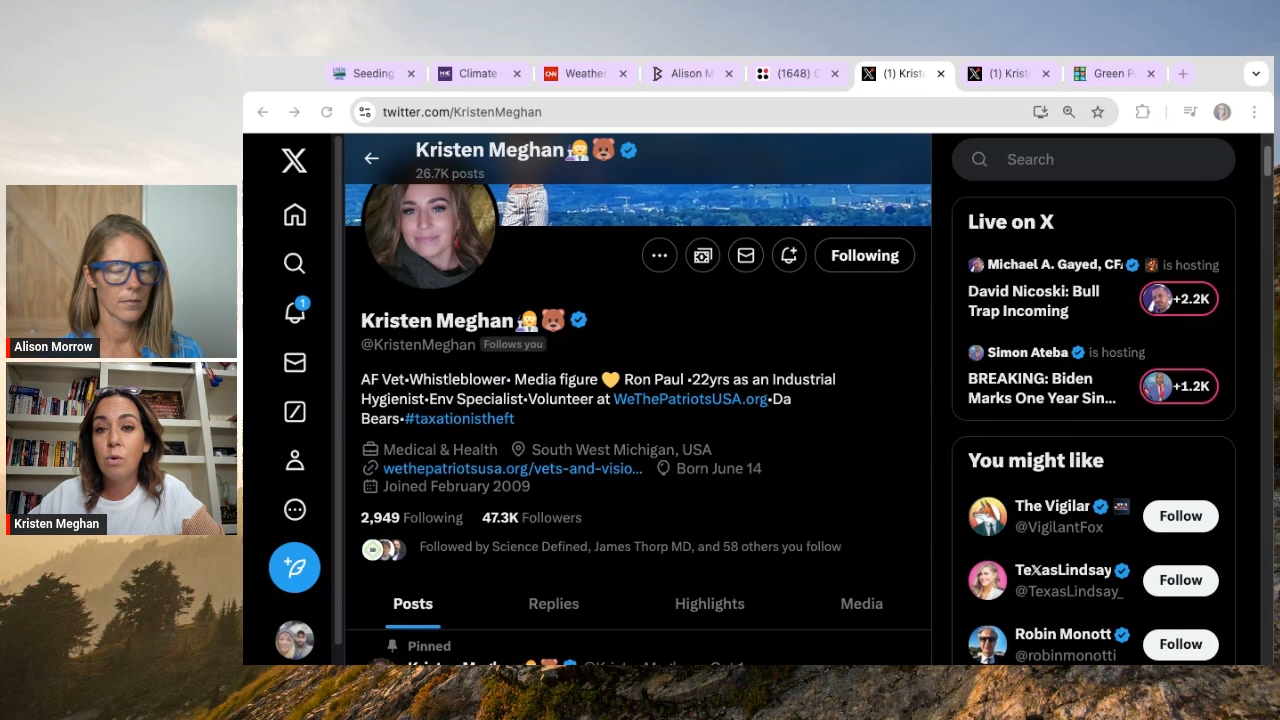 Seeding
Climate
CNN
Weather
Alison M
(1648)
(1) Krist
(1) Krist
Green P
twitter.com/KristenMeghan
Kristen Meghan
26.7K posts
Search
Following
Kristen Meghan
@KristenMeghan Follows you
AF Vet•Whistleblower• Media figure 💛 Ron Paul •22yrs as an Industrial
Hygienist•Env Specialist•Volunteer at WeThePatriotsUSA.org•Da
Bears•#taxationistheft
Medical & Health South West Michigan, USA
wethepatriotsusa.org/vets-and-visio... Born June 14
Joined February 2009
2,949 Following 47.3K Followers
Followed by Science Defined, James Thorp MD, and 58 others you follow
Posts Replies Highlights Media
Pinned
1
Live on X
Michael A. Gayed, CF is hosting
David Nicoski: Bull
Trap Incoming
+2.2K
Simon Ateba is hosting
BREAKING: Biden
Marks One Year Sin...
+1.2K
You might like
The Vigilar
@VigilantFox
Follow
TeXasLindsay
@TexasLindsay_
Follow
Robin Monott
@robinmonotti
Follow
Alison Morrow
Kristen Meghan